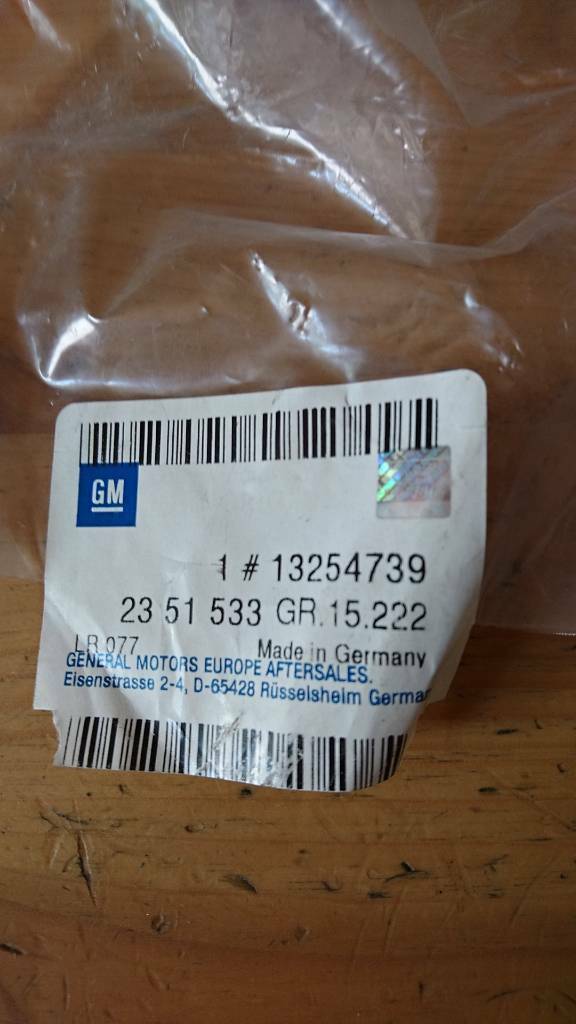 GM
1 # 13254739
23 51 533 GR.15.222
LR 077 Made in Germany
GENERAL MOTORS EUROPE AFTERSALES.
Eisenstrasse 2-4, D-65428 Rüsselsheim Germar